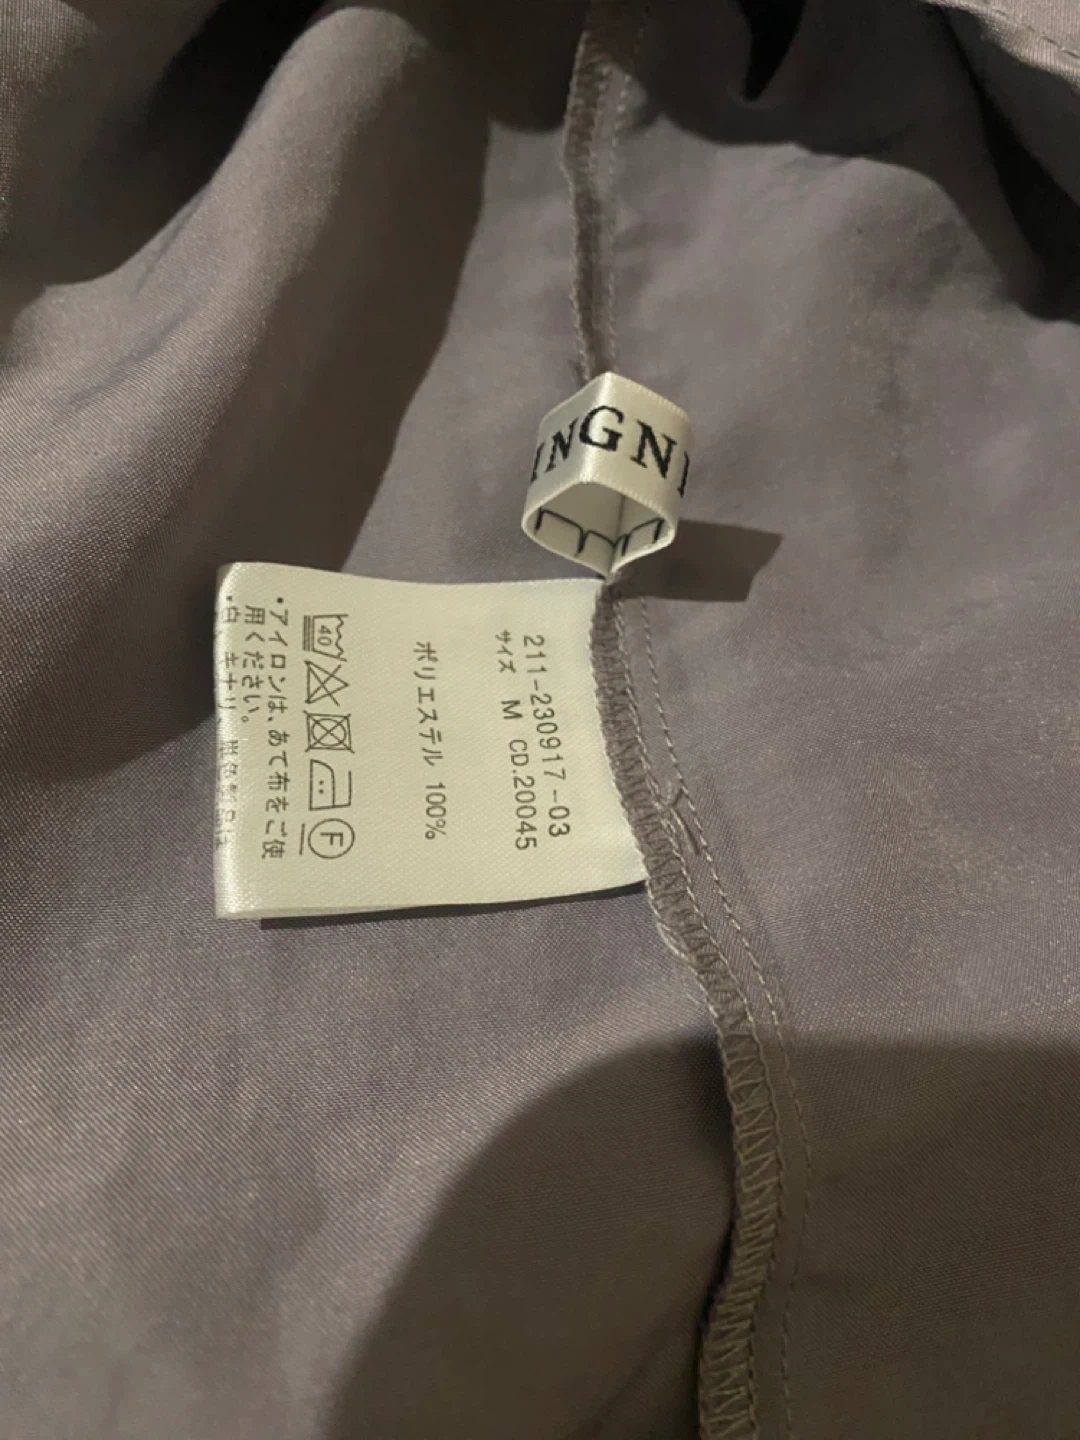 INGNI
211-230917-03
サイズ M CD.20045
ポリエステル 100%
40
F
・アイロンは、あて布をご使
用ください。